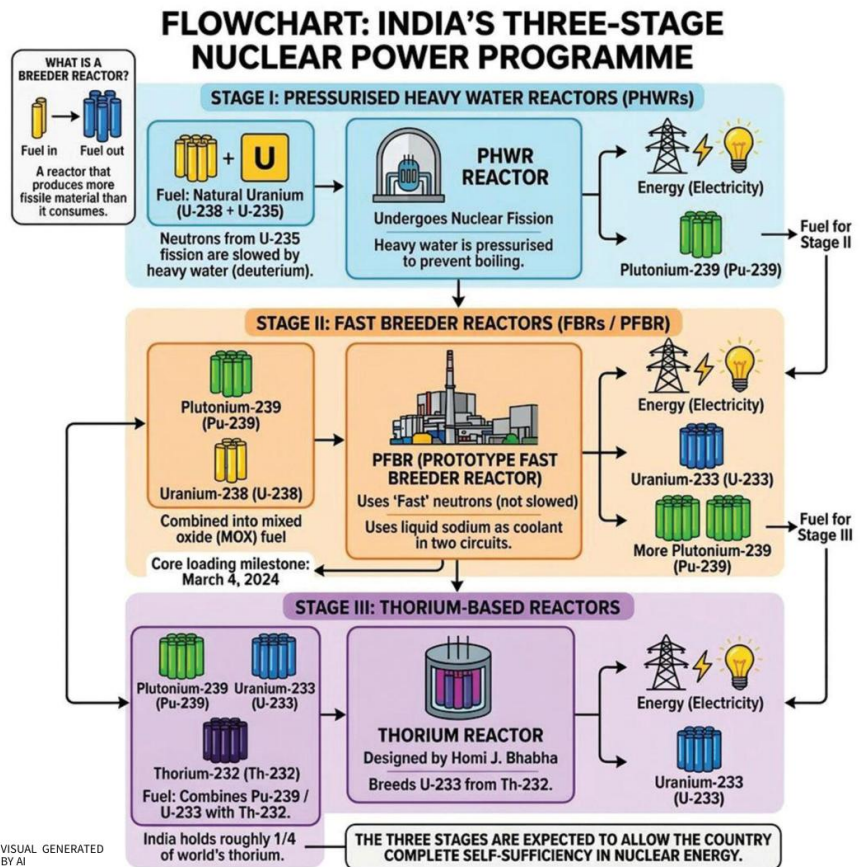 FLOWCHART: INDIA'S THREE-STAGE
NUCLEAR POWER PROGRAMME
WHAT IS A
BREEDER REACTOR?
Fuel in
Fuel out
A reactor that
produces more
fissile material than
it consumes.
STAGE I: PRESSURISED HEAVY WATER REACTORS (PHWRs)
+
U
Fuel: Natural Uranium
(U-238 + U-235)
Neutrons from U-235
fission are slowed by
heavy water (deuterium).
PHWR
REACTOR
Undergoes Nuclear Fission
Heavy water is pressurised
to prevent boiling.
Energy (Electricity)
Plutonium-239 (Pu-239)
Fuel for
Stage II
STAGE II: FAST BREEDER REACTORS (FBRs / PFBR)
Plutonium-239
(Pu-239)
Uranium-238 (U-238)
Combined into mixed
oxide (MOX) fuel
PFBR (PROTOTYPE FAST
BREEDER REACTOR)
Uses 'Fast' neutrons (not slowed)
Uses liquid sodium as coolant
in two circuits.
Energy (Electricity)
Uranium-233 (U-233)
More Plutonium-239
(Pu-239)
Fuel for
Stage III
Core loading milestone:
March 4, 2024
STAGE III: THORIUM-BASED REACTORS
Plutonium-239
(Pu-239)
Uranium-233
(U-233)
Thorium-232 (Th-232)
Fuel: Combines Pu-239 /
U-233 with Th-232.
India holds roughly 1/4
of world's thorium.
THORIUM REACTOR
Designed by Homi J. Bhabha
Breeds U-233 from Th-232.
Energy (Electricity)
Uranium-233
(U-233)
THE THREE STAGES ARE EXPECTED TO ALLOW THE COUNTRY
COMPLETE SELF-SUFFICIENCY IN NUCLEAR ENERGY.
VISUAL GENERATED
BY AI